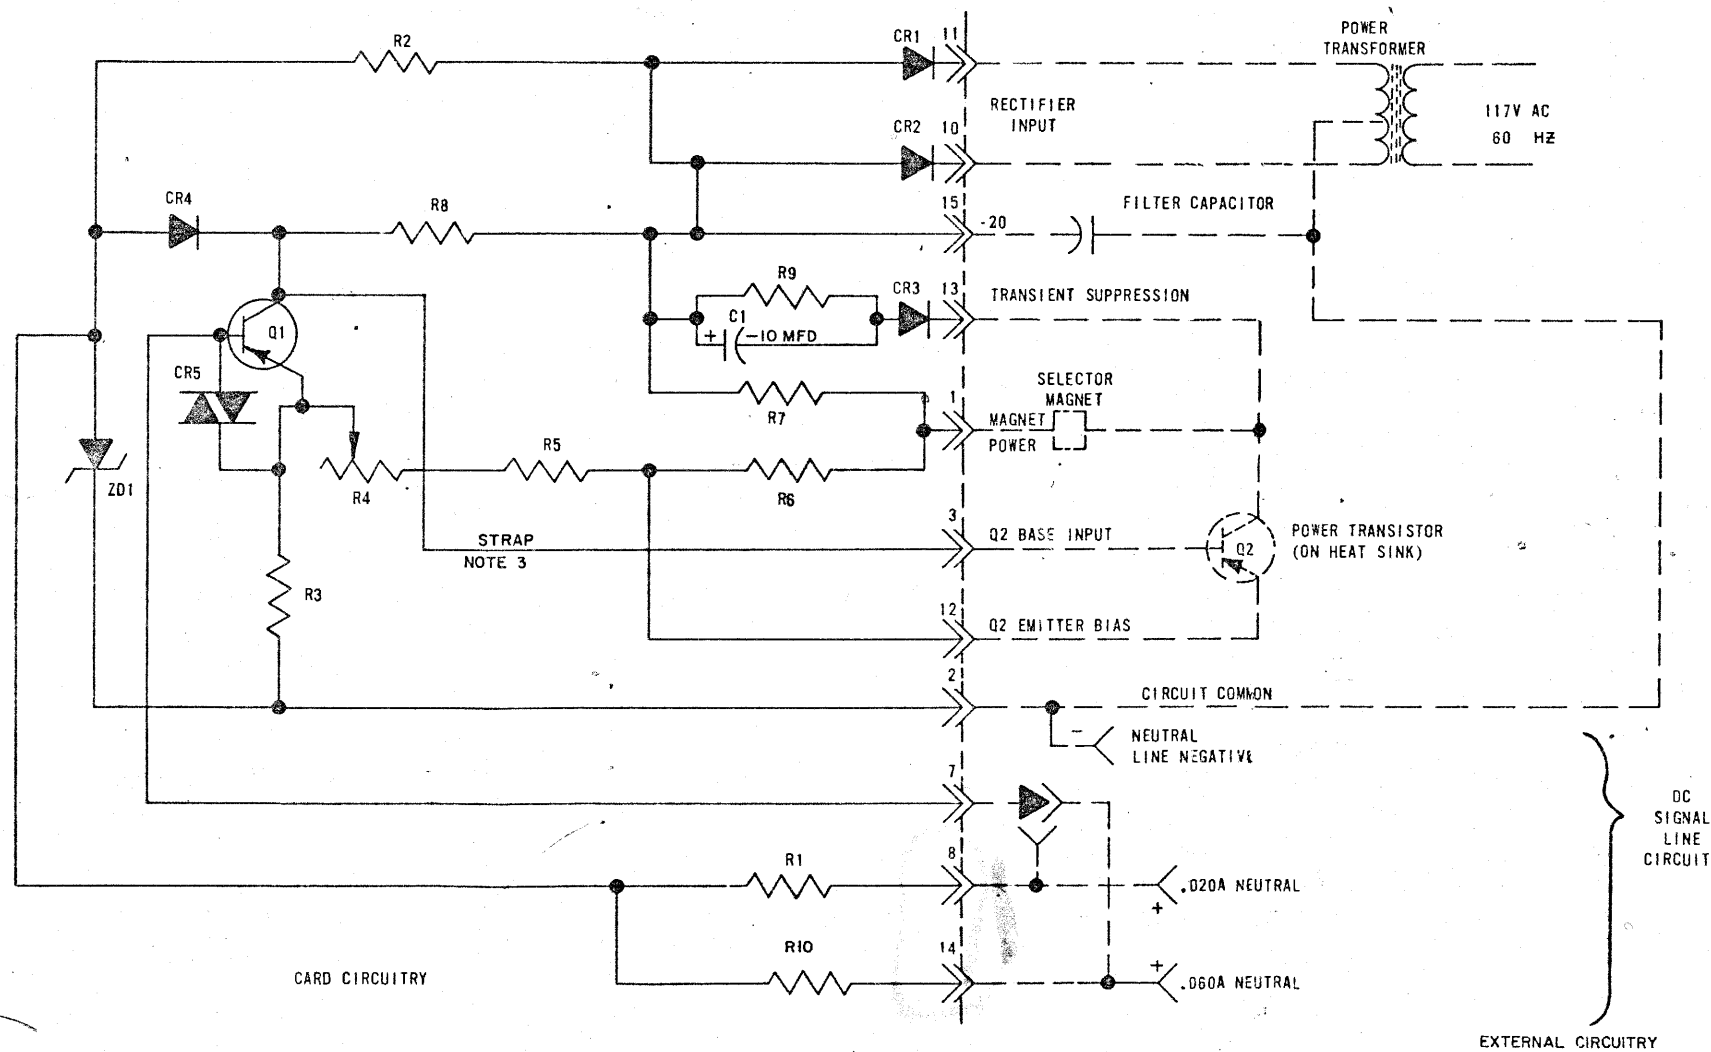 POWER
TRANSFORMER
R2
CR1
11
RECTIFIER
INPUT
117V AC
60 HZ
CR2
10
CR4
R8
15
-20
FILTER CAPACITOR
R9
CR3
13
TRANSIENT SUPPRESSION
Q1
C1
+
-10 MFD
CR5
SELECTOR
MAGNET
R7
1
MAGNET
POWER
R5
ZD1
R4
R6
3
Q2 BASE INPUT
POWER TRANSISTOR
(ON HEAT SINK)
Q2
STRAP
NOTE 3
R3
12
Q2 EMITTER BIAS
2
CIRCUIT COMMON
-
NEUTRAL
LINE NEGATIVE
7
DC
SIGNAL
LINE
CIRCUIT
R1
8
.020A NEUTRAL
+
R10
14
+
.060A NEUTRAL
CARD CIRCUITRY
EXTERNAL CIRCUITRY